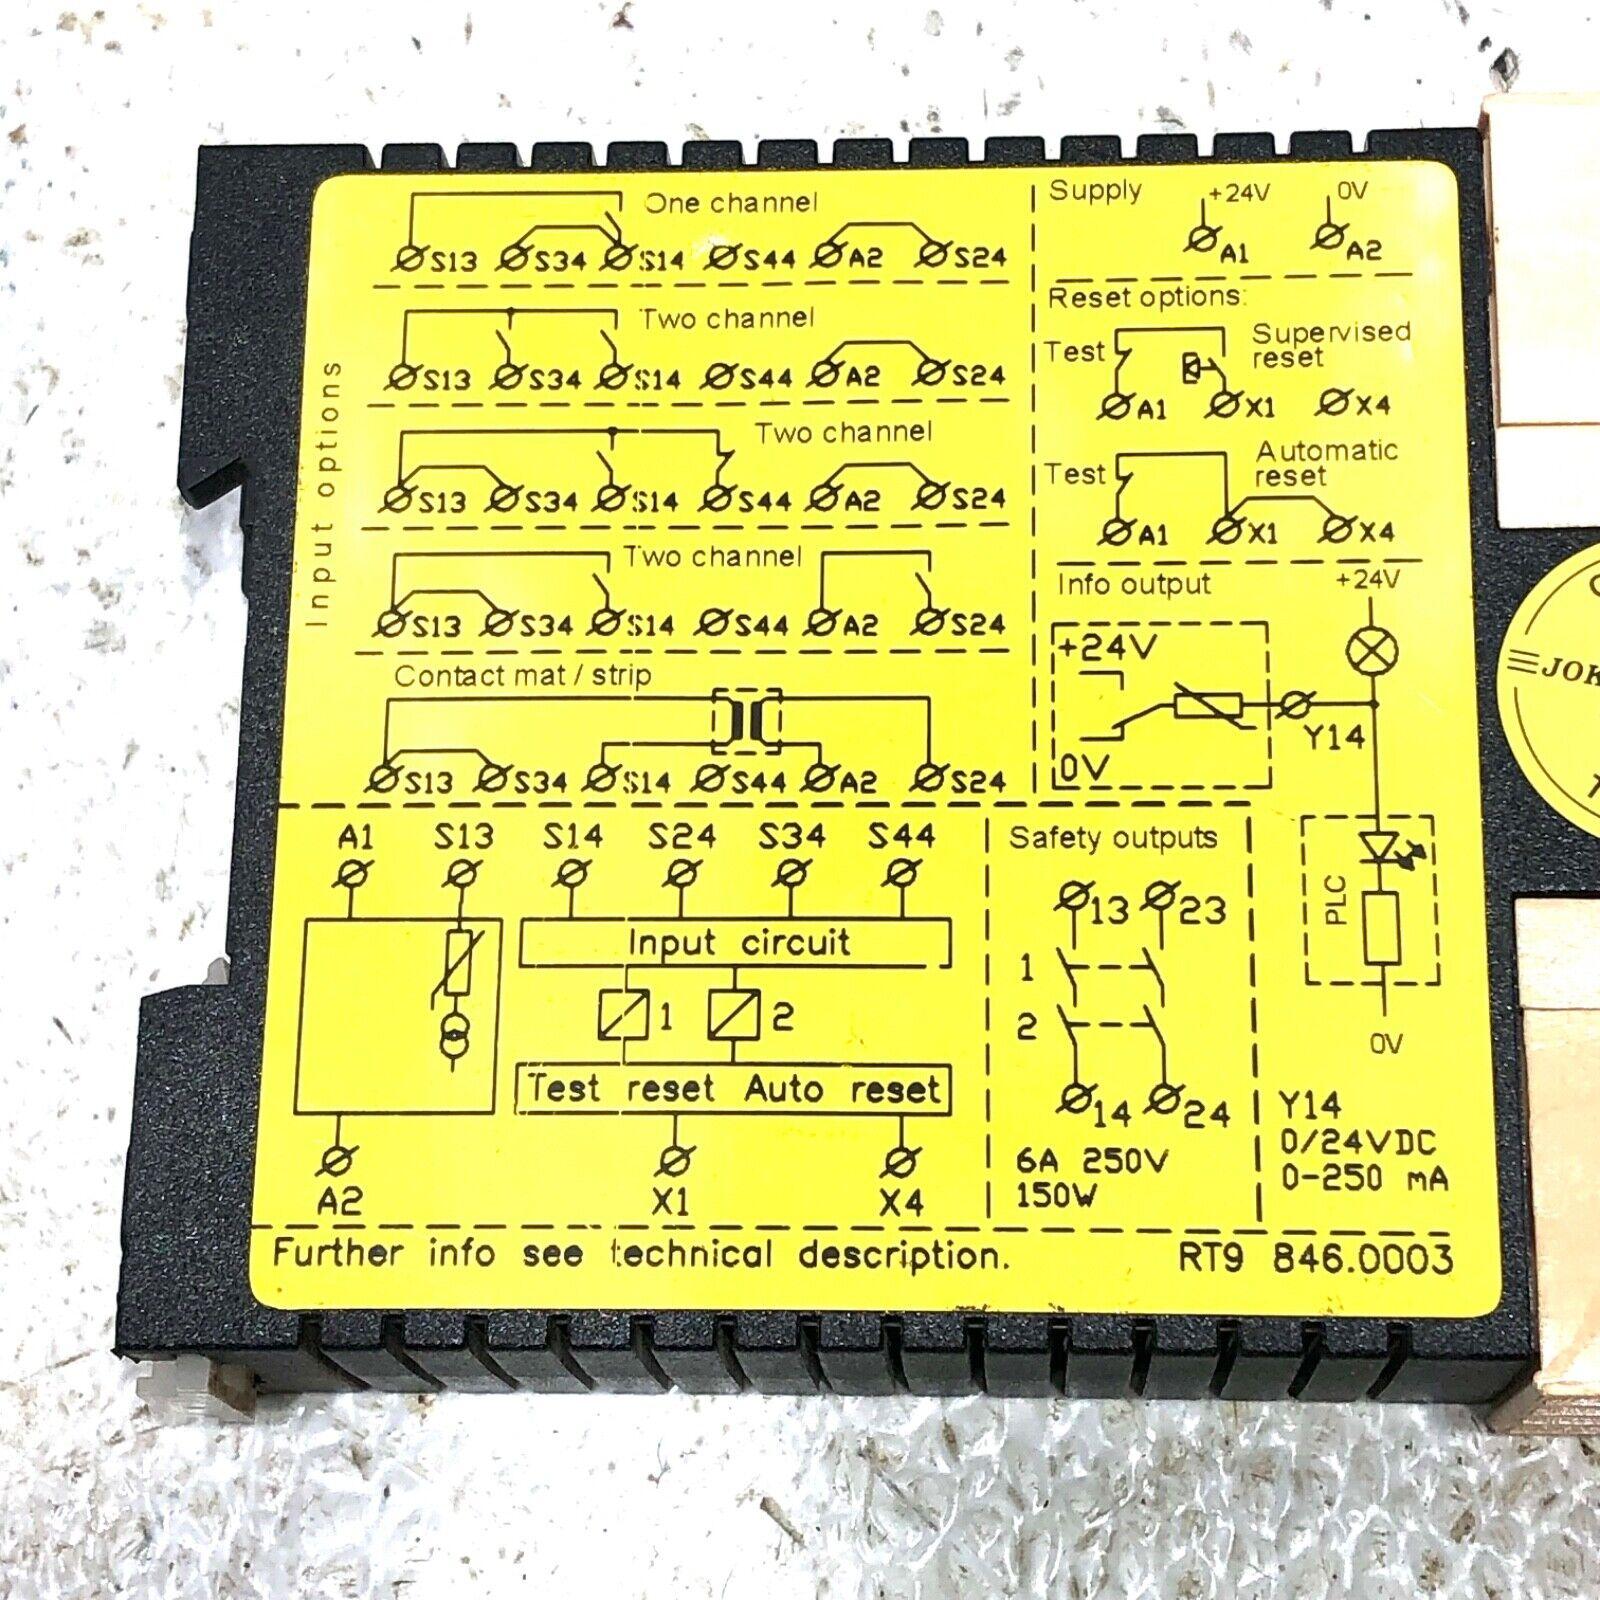 Input options
One channel
S13 S34 S14 S44 A2 S24
Two channel
S13 S34 S14 S44 A2 S24
Two channel
S13 S34 S14 S44 A2 S24
Two channel
S13 S34 S14 S44 A2 S24
Contact mat / strip
S13 S34 S14 S44 A2 S24
Supply +24V 0V
A1 A2
Reset options:
Test Supervised
reset
A1 X1 X4
Automatic
Test reset
A1 X1 X4
Info output +24V
+24V
Y14
0V
PLC
0V
A1 S13 S14 S24 S34 S44
Input circuit
1 2
Test reset Auto reset
A2 X1 X4
Safety outputs
13 23
1
2
14 24
6A 250V
150W
Y14
0/24VDC
0-250 mA
Further info see technical description. RT9 846.0003
JOK